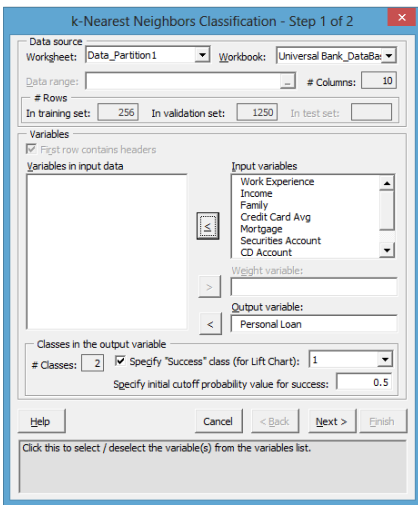 k-Nearest Neighbors Classification - Step 1 of 2
Data source
Worksheet: Data_Partition1 Workbook: Universal Bank_DataBa
Data range: # Columns: 10
# Rows
In training set: 256 In validation set: 1250 In test set:
Variables
First row contains headers
Variables in input data Input variables
Work Experience
Income
Family
Credit Card Avg
Mortgage
Securities Account
CD Account
≤
Weight variable:
>
Output variable:
< Personal Loan
Classes in the output variable
# Classes: 2 Specify "Success" class (for Lift Chart): 1
Specify initial cutoff probability value for success: 0.5
Help Cancel < Back Next > Finish
Click this to select / deselect the variable(s) from the variables list.